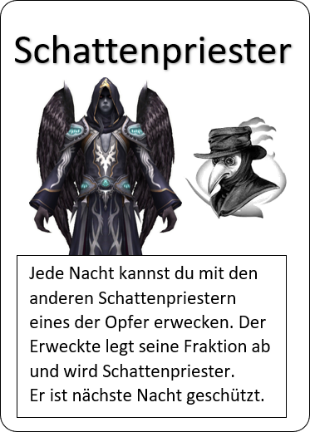 Schattenpriester
Jede Nacht kannst du mit den
anderen Schattenpriestern
eines der Opfer erwecken. Der
Erweckte legt seine Fraktion ab
und wird Schattenpriester.
Er ist nächste Nacht geschützt.